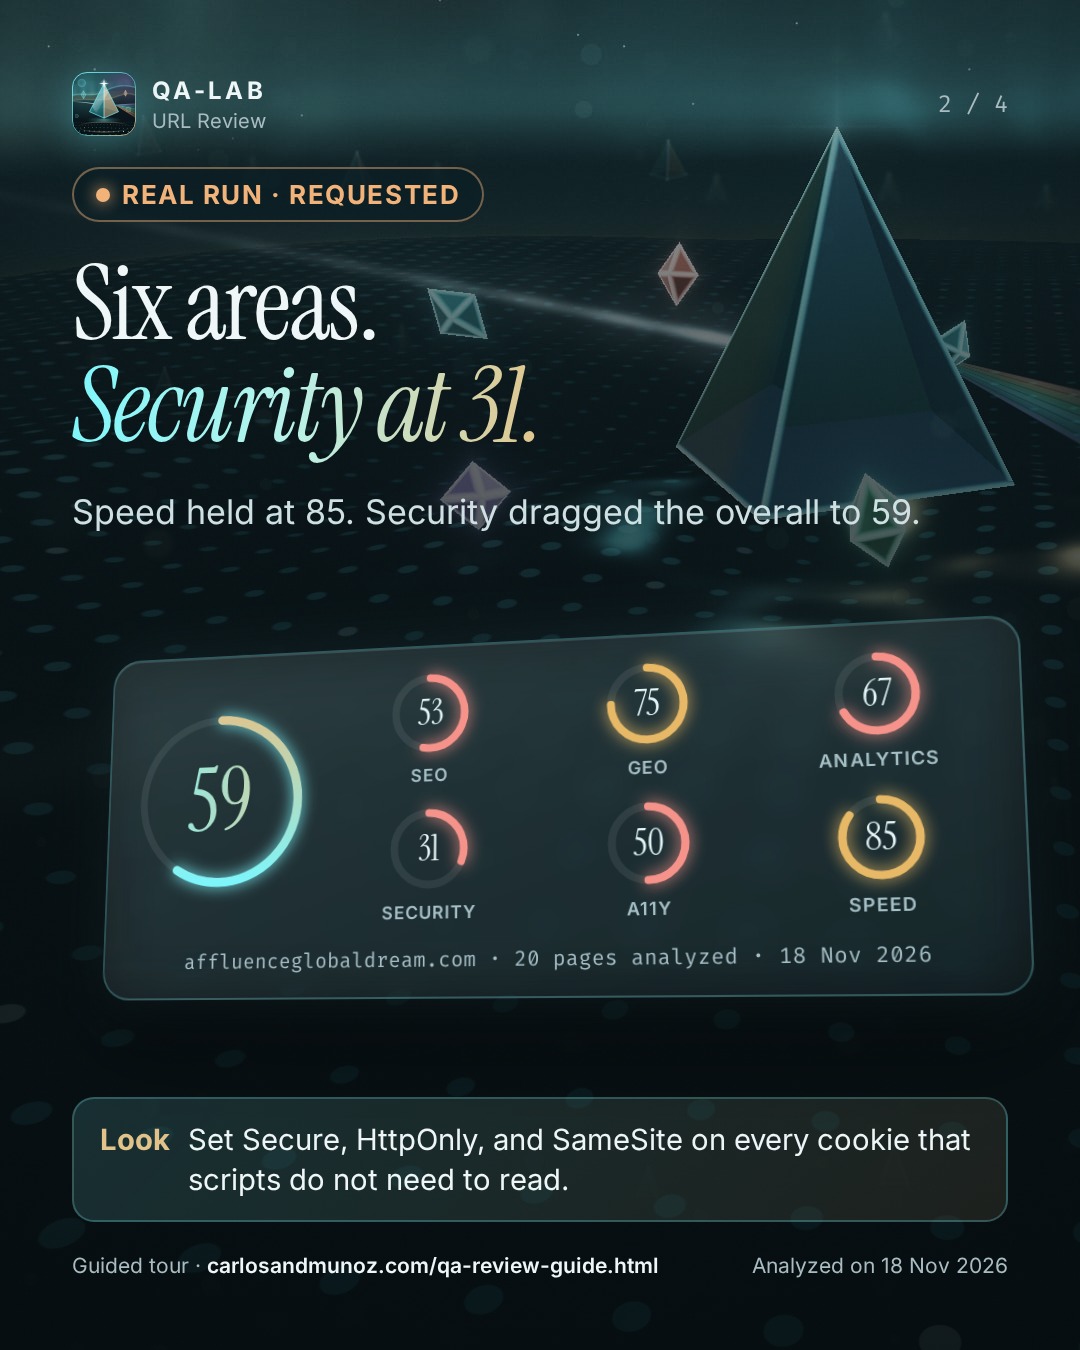 QA-LAB
URL Review
2 / 4
REAL RUN · REQUESTED
Six areas.
Security at 31.
Speed held at 85. Security dragged the overall to 59.
59
53
SEO
75
GEO
67
ANALYTICS
31
SECURITY
50
A11Y
85
SPEED
affluenceglobaldream.com · 20 pages analyzed · 18 Nov 2026
Look Set Secure, HttpOnly, and SameSite on every cookie that
scripts do not need to read.
Guided tour · carlosandmunoz.com/qa-review-guide.html
Analyzed on 18 Nov 2026